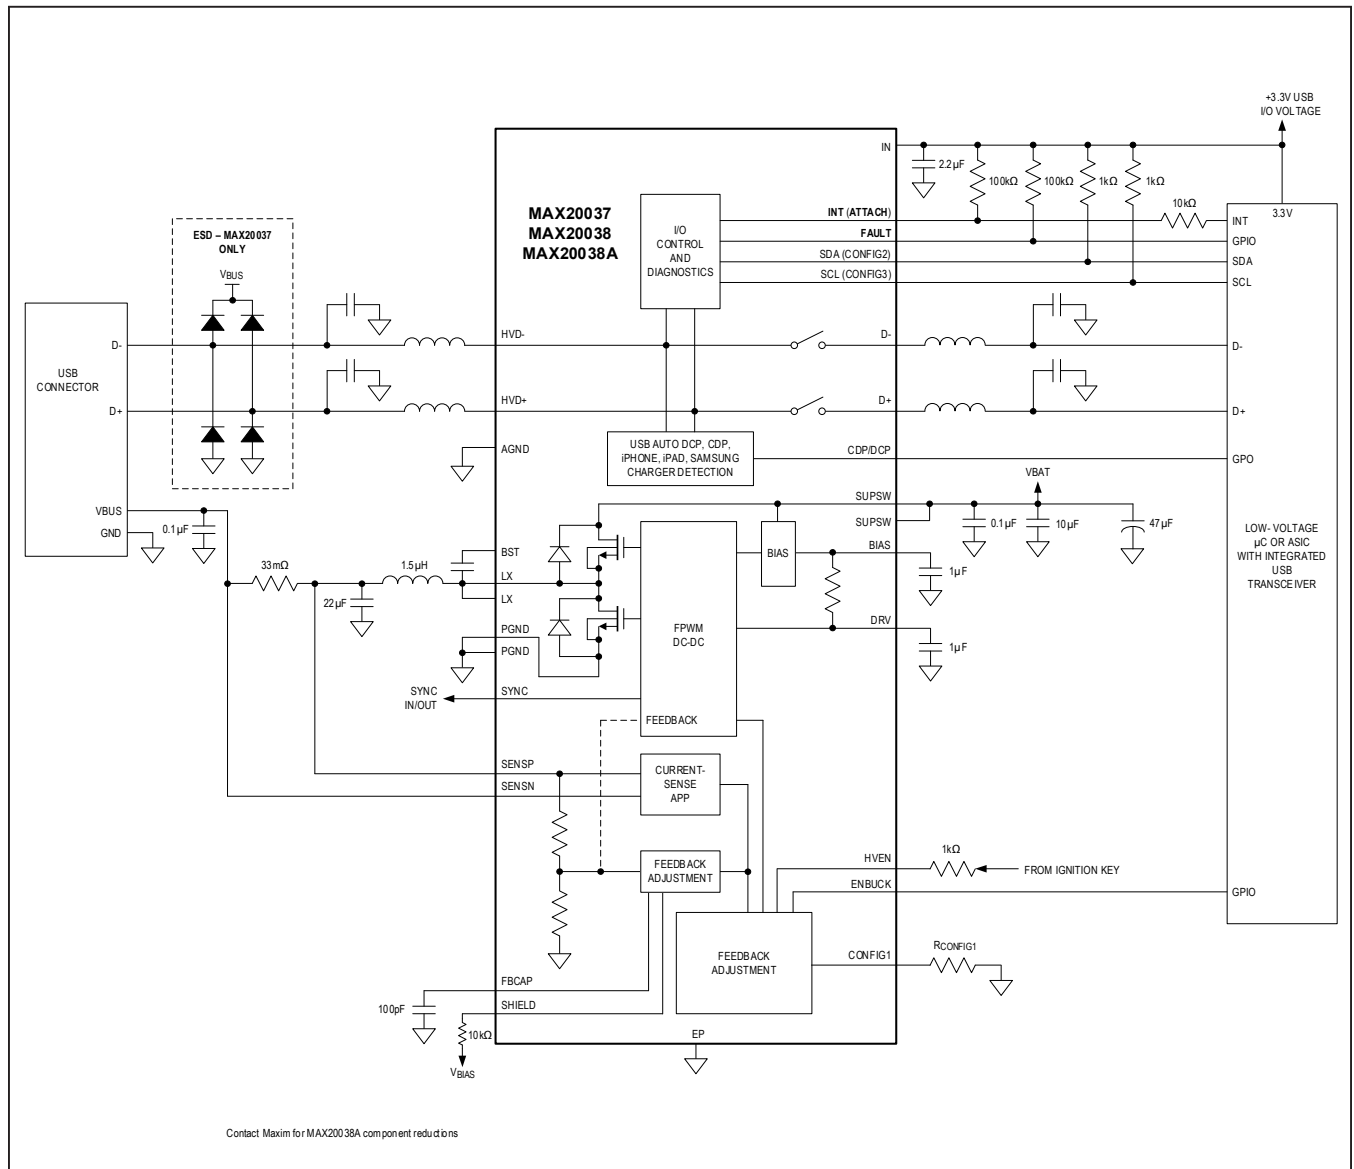 +3.3V USB
I/O VOLTAGE
IN
2.2µF
100kΩ
100kΩ
1kΩ
1kΩ
MAX20037
MAX20038
MAX20038A
I/O
CONTROL
AND
DIAGNOSTICS
INT (ATTACH)
FAULT
SDA (CONFIG2)
SCL (CONFIG3)
10kΩ
3.3V
INT
GPIO
SDA
SCL
ESD – MAX20037
ONLY
VBUS
USB
CONNECTOR
D-
D+
VBUS
GND
HVD-
HVD+
D-
D+
D-
D+
AGND
USB AUTO DCP, CDP,
iPHONE, iPAD, SAMSUNG
CHARGER DETECTION
CDP/DCP
GPO
VBAT
SUPSW
SUPSW
0.1µF
10µF
47µF
0.1µF
33mΩ
22µF
1.5µH
BST
LX
LX
PGND
PGND
BIAS
BIAS
1µF
FPWM
DC-DC
DRV
1µF
LOW- VOLTAGE
µC OR ASIC
WITH INTEGRATED
USB
TRANSCEIVER
SYNC
IN/OUT
SYNC
FEEDBACK
SENSP
SENSN
CURRENT-
SENSE
APP
FEEDBACK
ADJUSTMENT
HVEN
1kΩ
FROM IGNITION KEY
ENBUCK
GPIO
FEEDBACK
ADJUSTMENT
CONFIG1
RCONFIG1
FBCAP
100pF
SHIELD
10kΩ
VBIAS
EP
Contact Maxim for MAX20038A component reductions